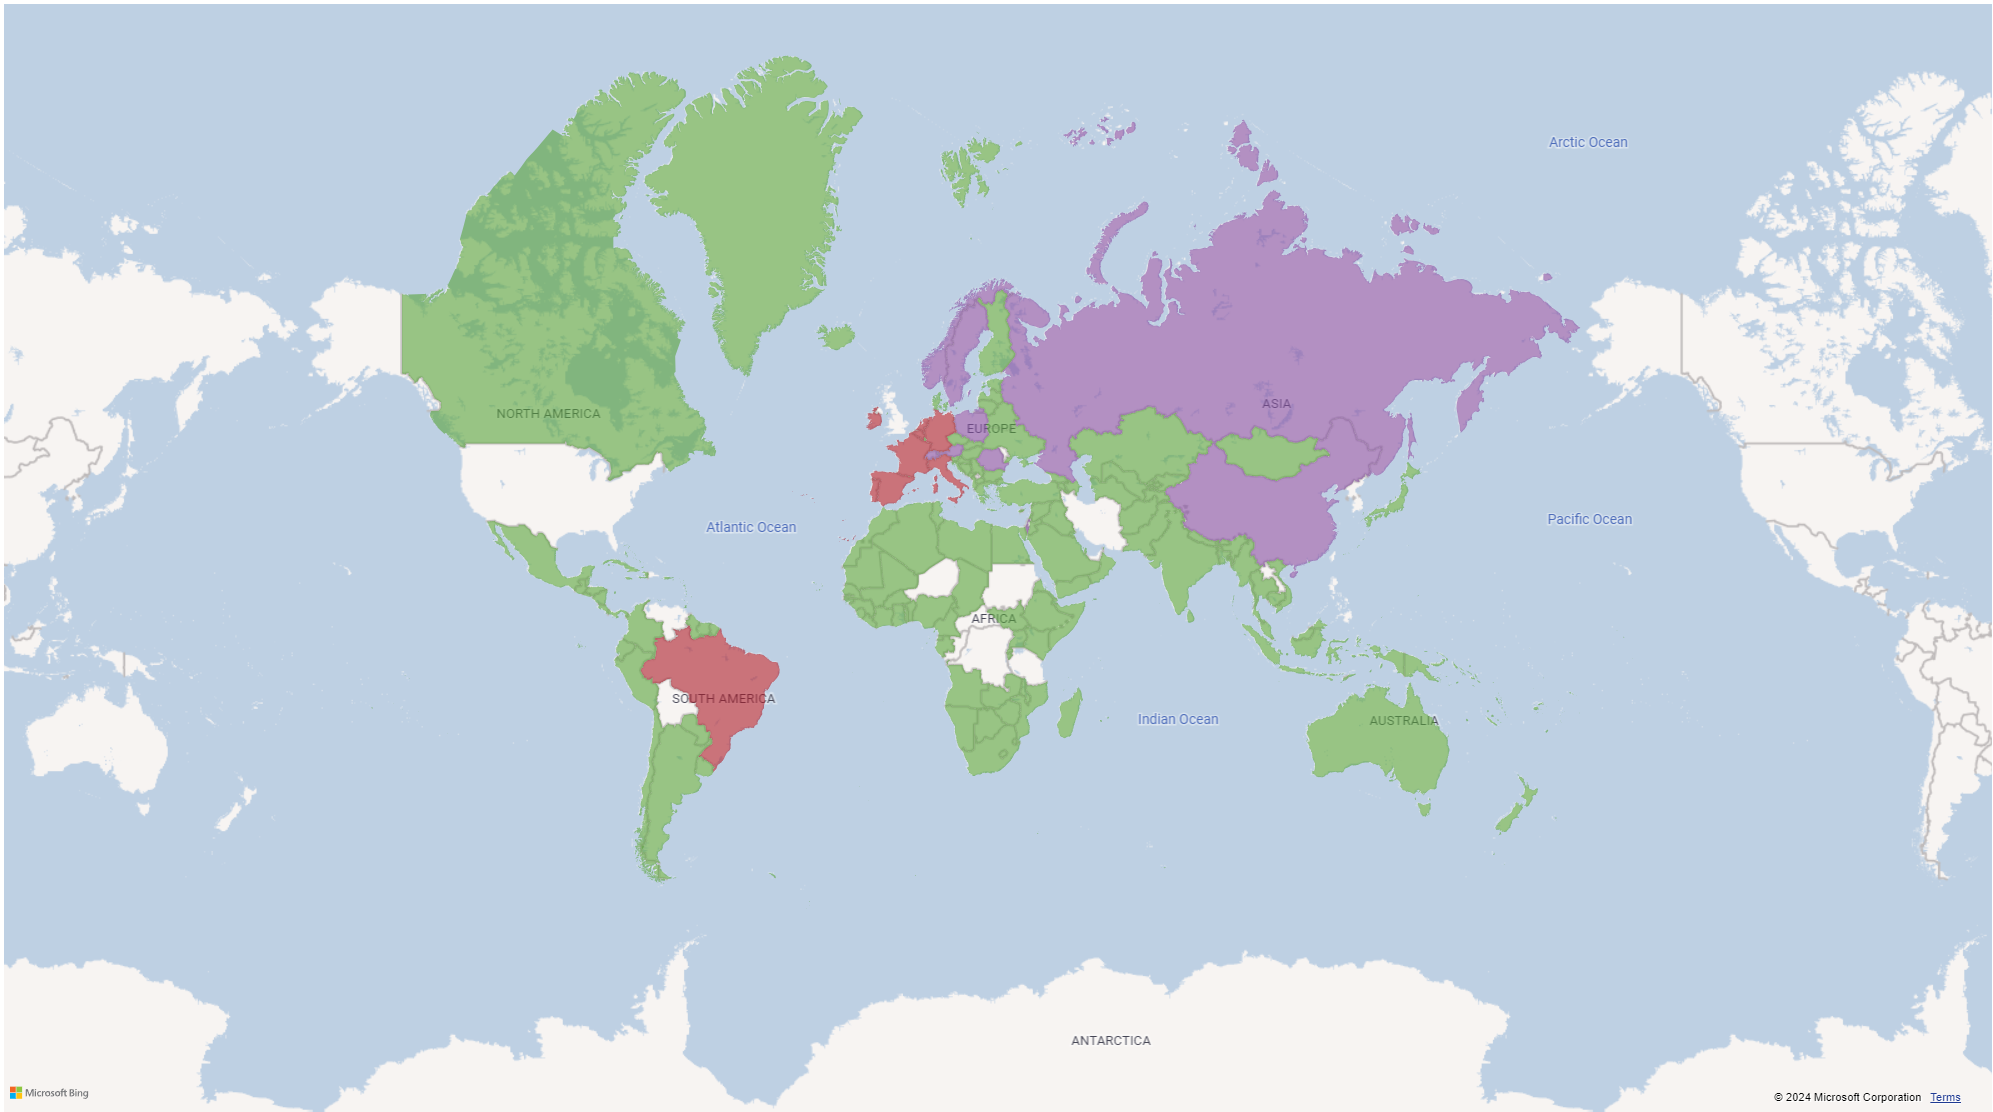 Arctic Ocean
NORTH AMERICA
ASIA
EUROPE
Atlantic Ocean
Pacific Ocean
AFRICA
SOUTH AMERICA
Indian Ocean
AUSTRALIA
ANTARCTICA
Microsoft Bing
© 2024 Microsoft Corporation Terms